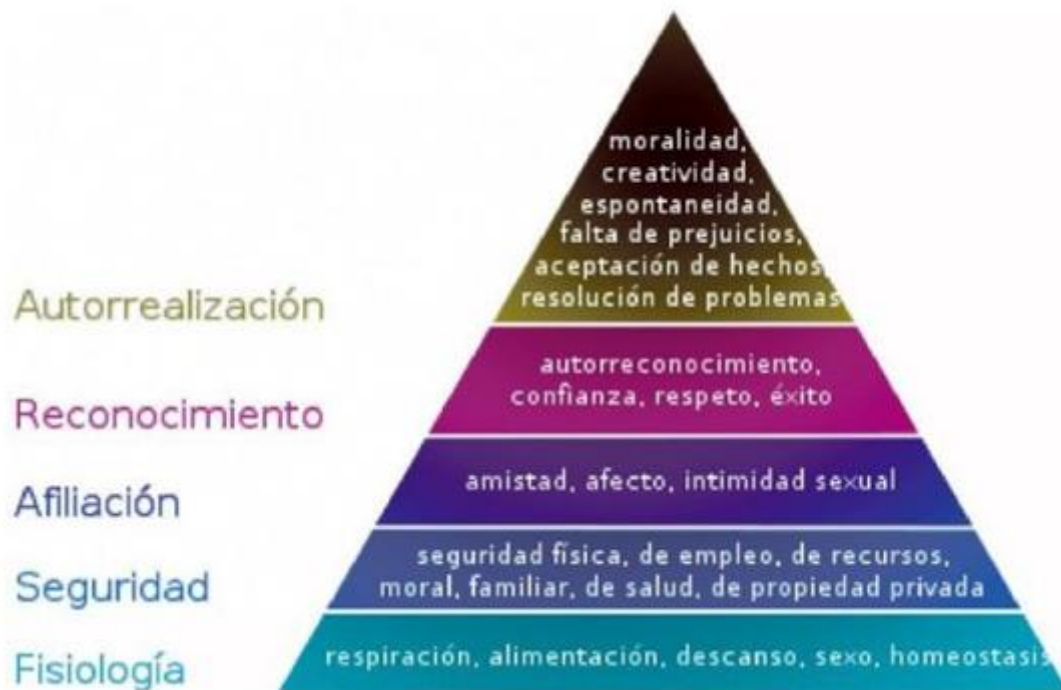 moralidad,
creatividad,
espontaneidad,
falta de prejuicios,
aceptación de hechos,
resolución de problemas
Autorrealización
autorreconocimiento,
confianza, respeto, éxito
Reconocimiento
amistad, afecto, intimidad sexual
Afiliación
seguridad física, de empleo, de recursos,
moral, familiar, de salud, de propiedad privada
Seguridad
respiración, alimentación, descanso, sexo, homeostasis
Fisiología